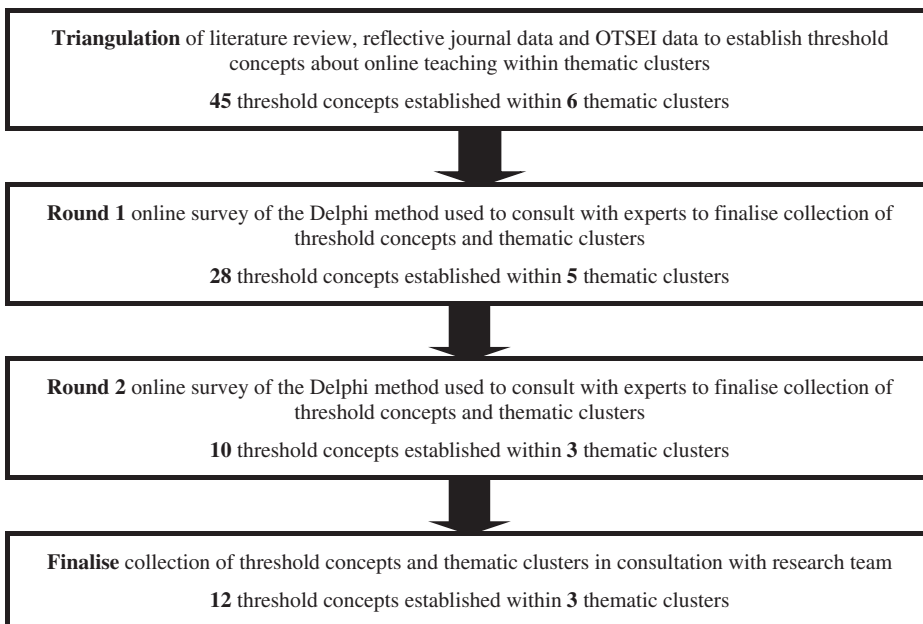 Triangulation of literature review, reflective journal data and OTSEI data to establish threshold
concepts about online teaching within thematic clusters
45 threshold concepts established within 6 thematic clusters
Round 1 online survey of the Delphi method used to consult with experts to finalise collection of
threshold concepts and thematic clusters
28 threshold concepts established within 5 thematic clusters
Round 2 online survey of the Delphi method used to consult with experts to finalise collection of
threshold concepts and thematic clusters
10 threshold concepts established within 3 thematic clusters
Finalise collection of threshold concepts and thematic clusters in consultation with research team
12 threshold concepts established within 3 thematic clusters